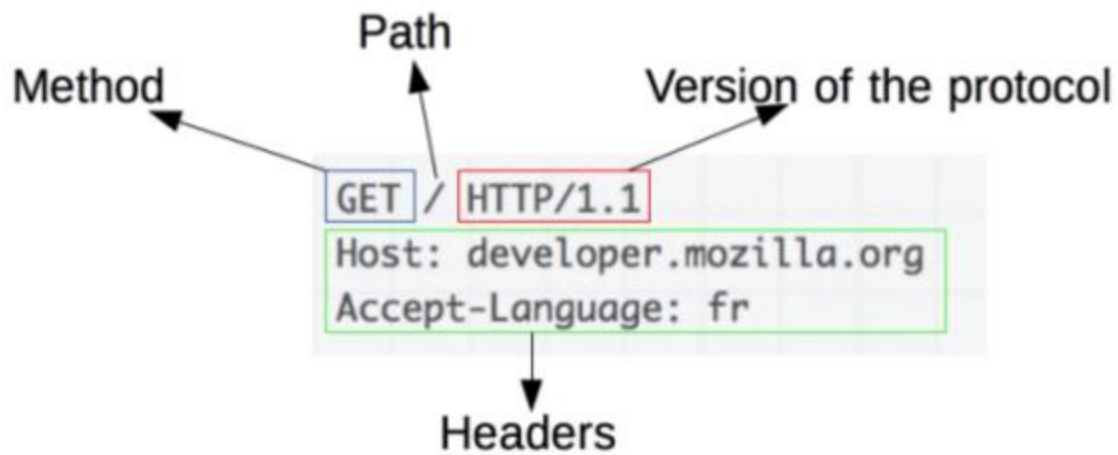 Path
Method
Version of the protocol
GET / HTTP/1.1
Host: developer.mozilla.org
Accept-Language: fr
Headers